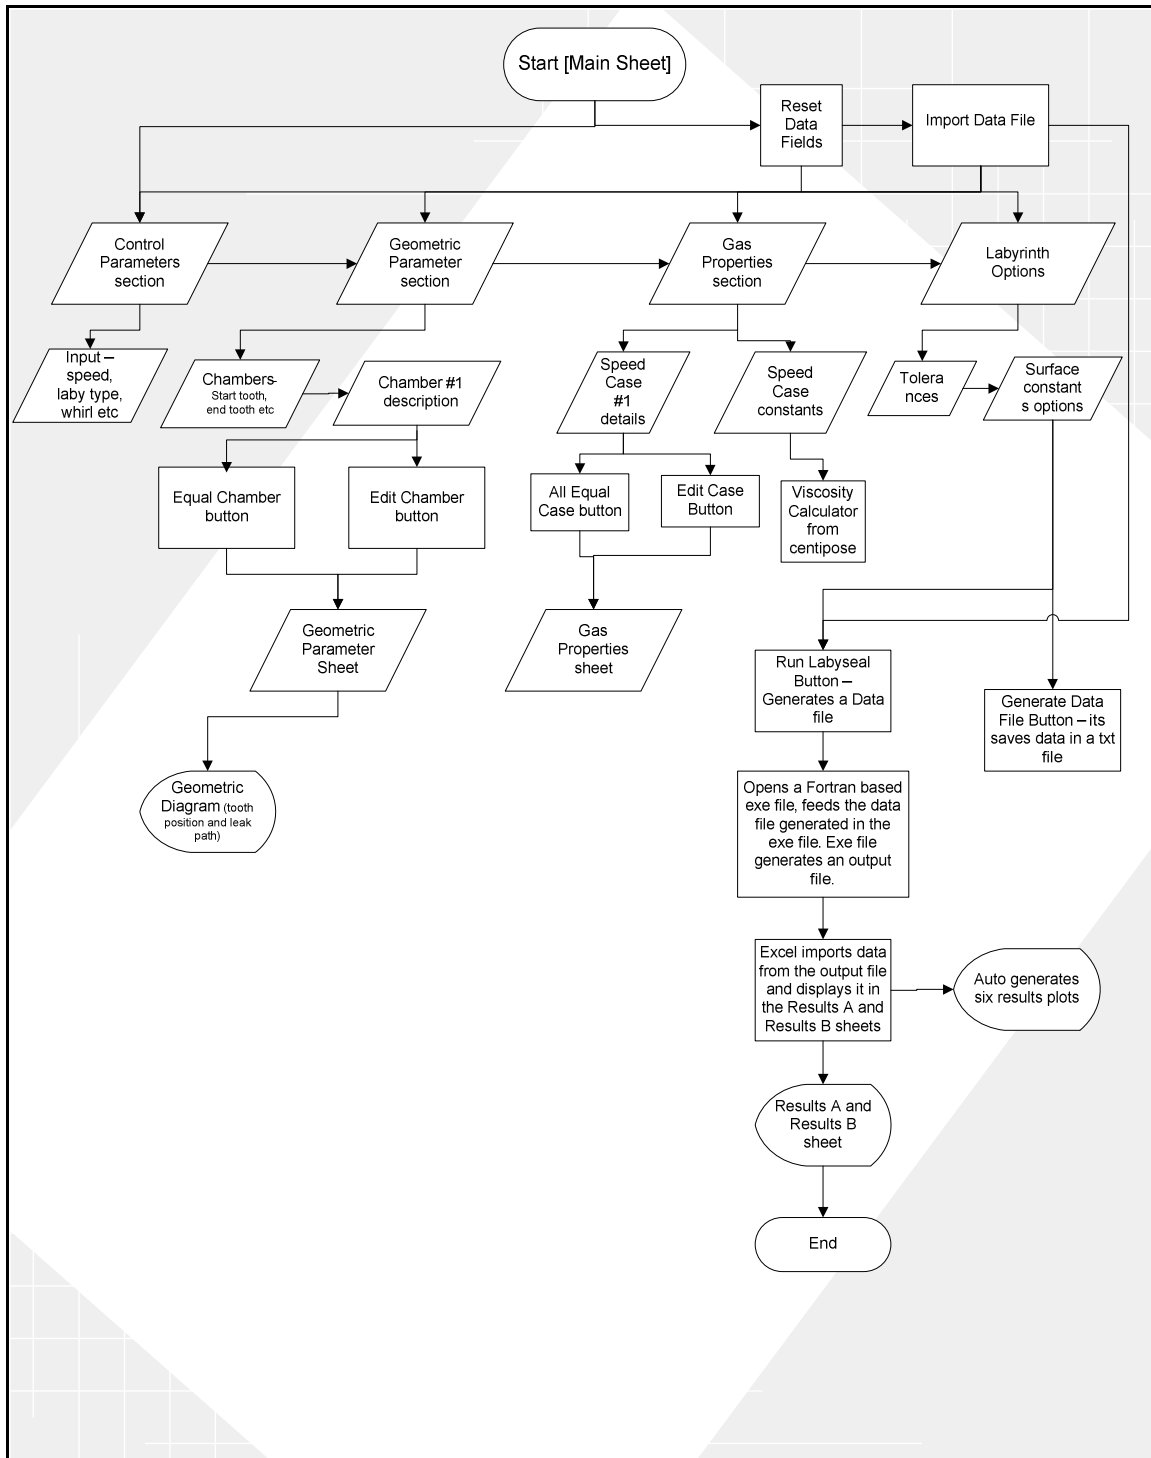 Start [Main Sheet]
Reset
Data
Fields
Import Data File
Control
Parameters
section
Geometric
Parameter
section
Gas
Properties
section
Labyrinth
Options
Input –
speed,
laby type,
whirl etc
Chambers-
Start tooth,
end tooth etc
Chamber #1
description
Speed
Case
#1
details
Speed
Case
constants
Tolera
nces
Surface
constant
s options
Equal Chamber
button
Edit Chamber
button
All Equal
Case button
Edit Case
Button
Viscosity
Calculator
from
centipose
Geometric
Parameter
Sheet
Gas
Properties
sheet
Run Labyseal
Button –
Generates a Data
file
Generate Data
File Button – its
saves data in a txt
file
Geometric
Diagram (tooth
position and leak
path)
Opens a Fortran based
exe file, feeds the data
file generated in the
exe file. Exe file
generates an output
file.
Excel imports data
from the output file
and displays it in
the Results A and
Results B sheets
Auto generates
six results plots
Results A and
Results B
sheet
End